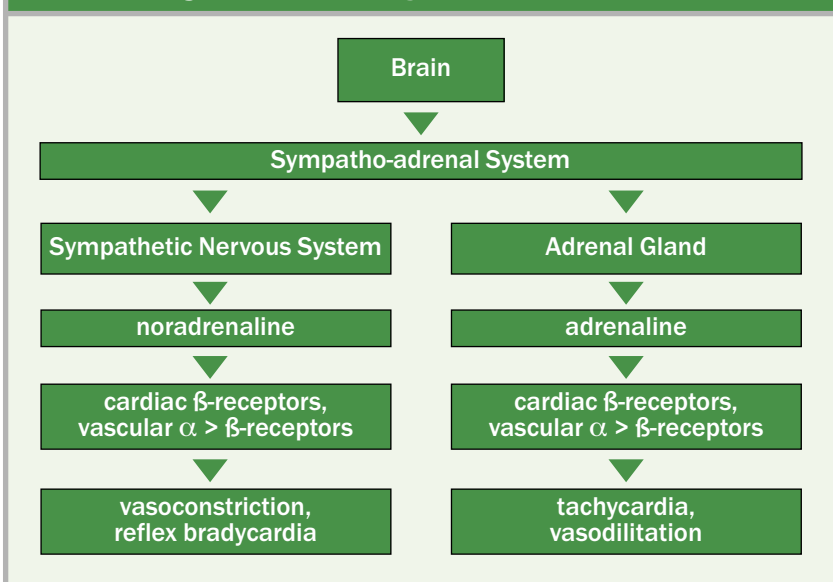 Brain
Sympatho-adrenal System
Sympathetic Nervous System
Adrenal Gland
noradrenaline
adrenaline
cardiac ß-receptors,
vascular α > ß-receptors
cardiac ß-receptors,
vascular α > ß-receptors
vasoconstriction,
reflex bradycardia
tachycardia,
vasodilitation